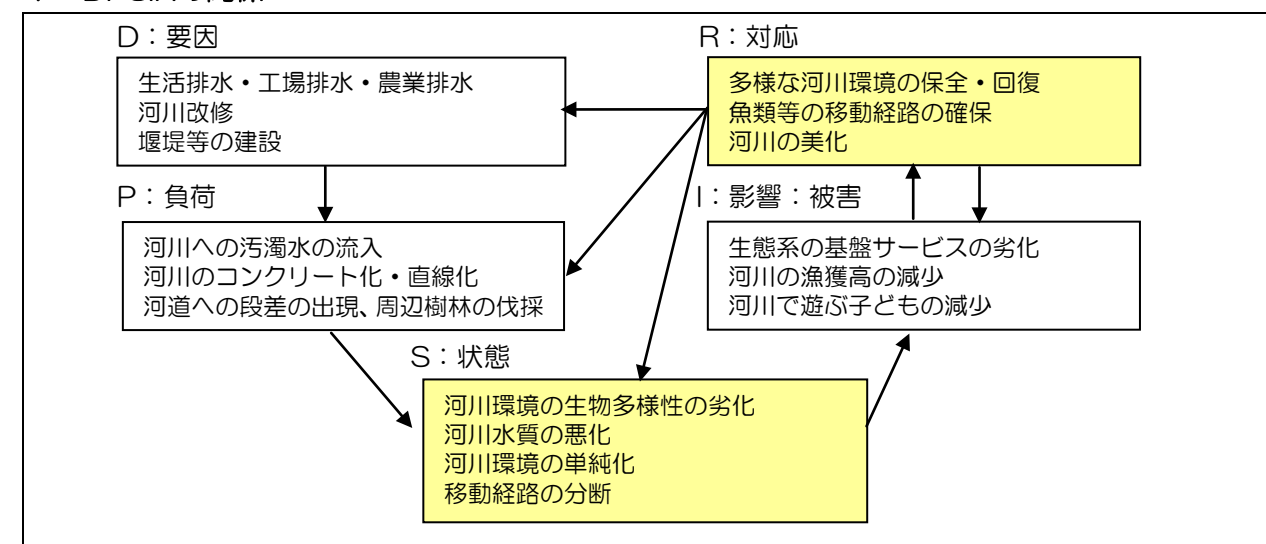 D：要因
生活排水・工場排水・農業排水
河川改修
堰堤等の建設
R：対応
多様な河川環境の保全・回復
魚類等の移動経路の確保
河川の美化
P：負荷
河川への汚濁水の流入
河川のコンクリート化・直線化
河道への段差の出現、周辺樹林の伐採
I：影響：被害
生態系の基盤サービスの劣化
河川の漁獲高の減少
河川で遊ぶ子どもの減少
S：状態
河川環境の生物多様性の劣化
河川水質の悪化
河川環境の単純化
移動経路の分断